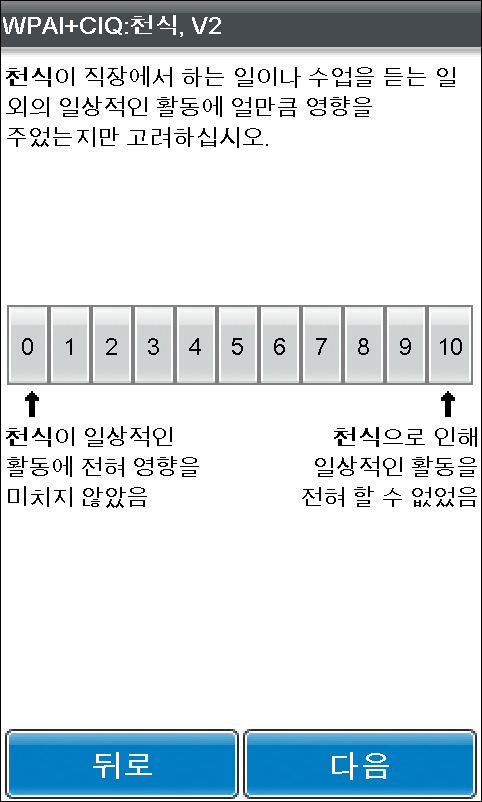 WPAI+CIQ:천식, V2
천식이 직장에서 하는 일이나 수업을 듣는 일
외의 일상적인 활동에 얼만큼 영향을
주었는지만 고려하십시오.
0 1 2 3 4 5 6 7 8 9 10
천식이 일상적인
활동에 전혀 영향을
미치지 않았음
천식으로 인해
일상적인 활동을
전혀 할 수 없었음
뒤로
다음